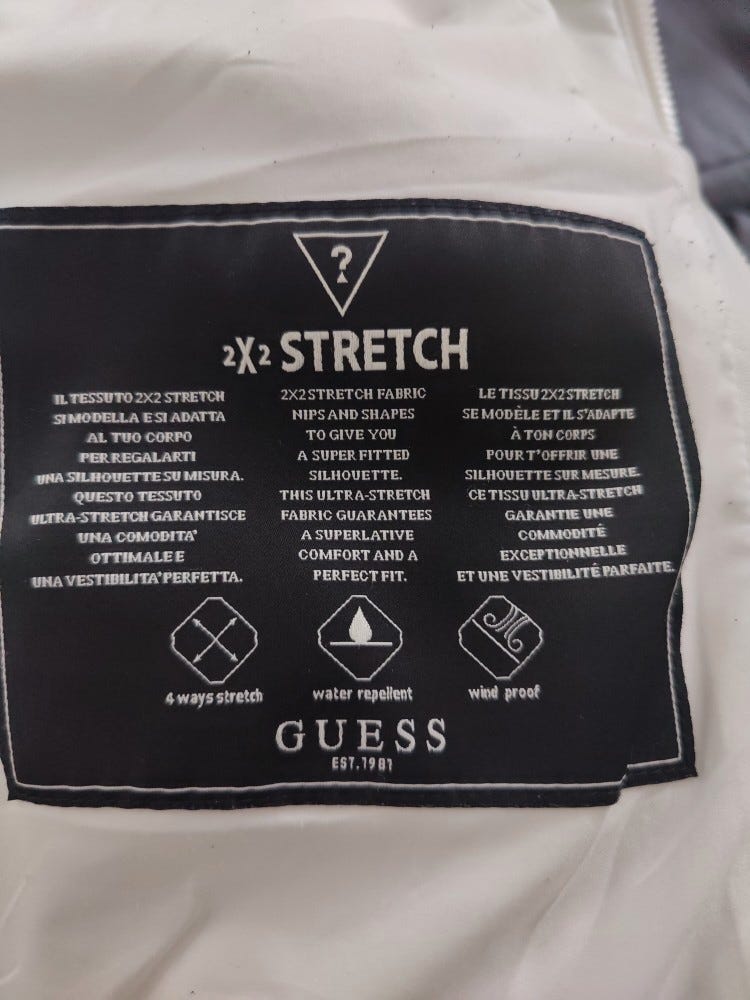 ?
2X2 STRETCH
IL TESSUTO 2X2 STRETCH
SI MODELLA E SI ADATTA
AL TUO CORPO
PER REGALARTI
UNA SILHOUETTE SU MISURA.
QUESTO TESSUTO
ULTRA-STRETCH GARANTISCE
UNA COMODITA'
OTTIMALE E
UNA VESTIBILITA' PERFETTA.
2X2 STRETCH FABRIC
NIPS AND SHAPES
TO GIVE YOU
A SUPER FITTED
SILHOUETTE.
THIS ULTRA-STRETCH
FABRIC GUARANTEES
A SUPERLATIVE
COMFORT AND A
PERFECT FIT.
LE TISSU 2X2 STRETCH
SE MODÈLE ET IL S'ADAPTE
À TON CORPS
POUR T'OFFRIR UNE
SILHOUETTE SUR MESURE.
CE TISSU ULTRA-STRETCH
GARANTIE UNE
COMMODITÉ
EXCEPTIONNELLE
ET UNE VESTIBILITÉ PARFAITE.
4 ways stretch
water repellent
wind proof
GUESS
EST.1981